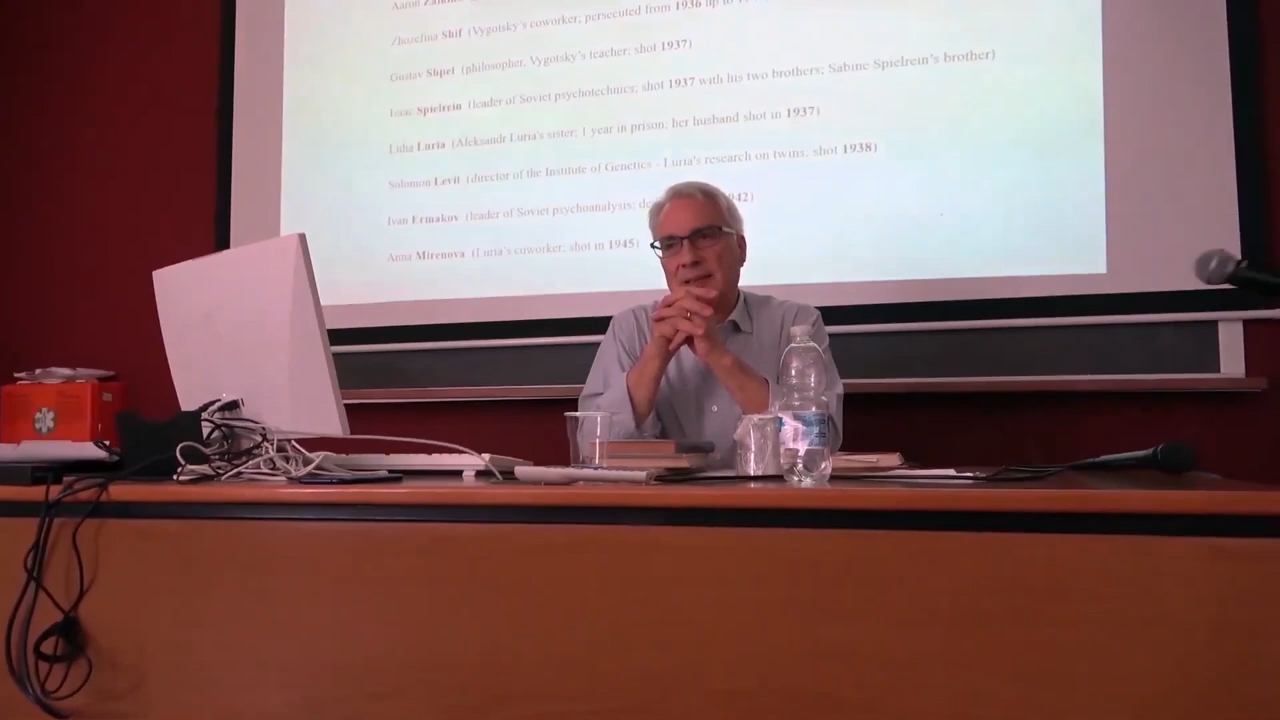 Aaron
Zhozefina Shif (Vygotsky's coworker; persecuted from 1936 up to
Gustav Shpet (philosopher, Vygotsky's teacher; shot 1937)
Isaac Spielrein (leader of Soviet psychotechnics; shot 1937 with his two brothers; Sabine Spielrein's brother)
Lidia Luria (Aleksandr Luria's sister; 1 year in prison; her husband shot in 1937)
Solomon Levit (director of the Institute of Genetics - Luria's research on twins; shot 1938)
Ivan Ermakov (leader of Soviet psychoanalysis; 942)
Anna Mirenova (Luria's coworker; shot in 1945)